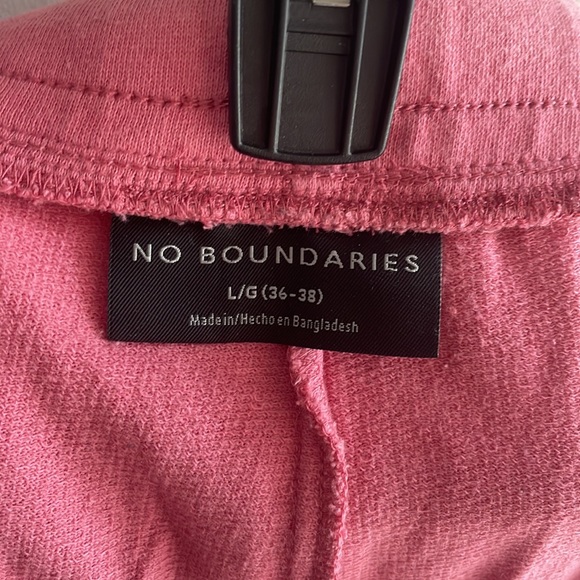 NO BOUNDARIES
L/G (36-38)
Made in/Hecho en Bangladesh